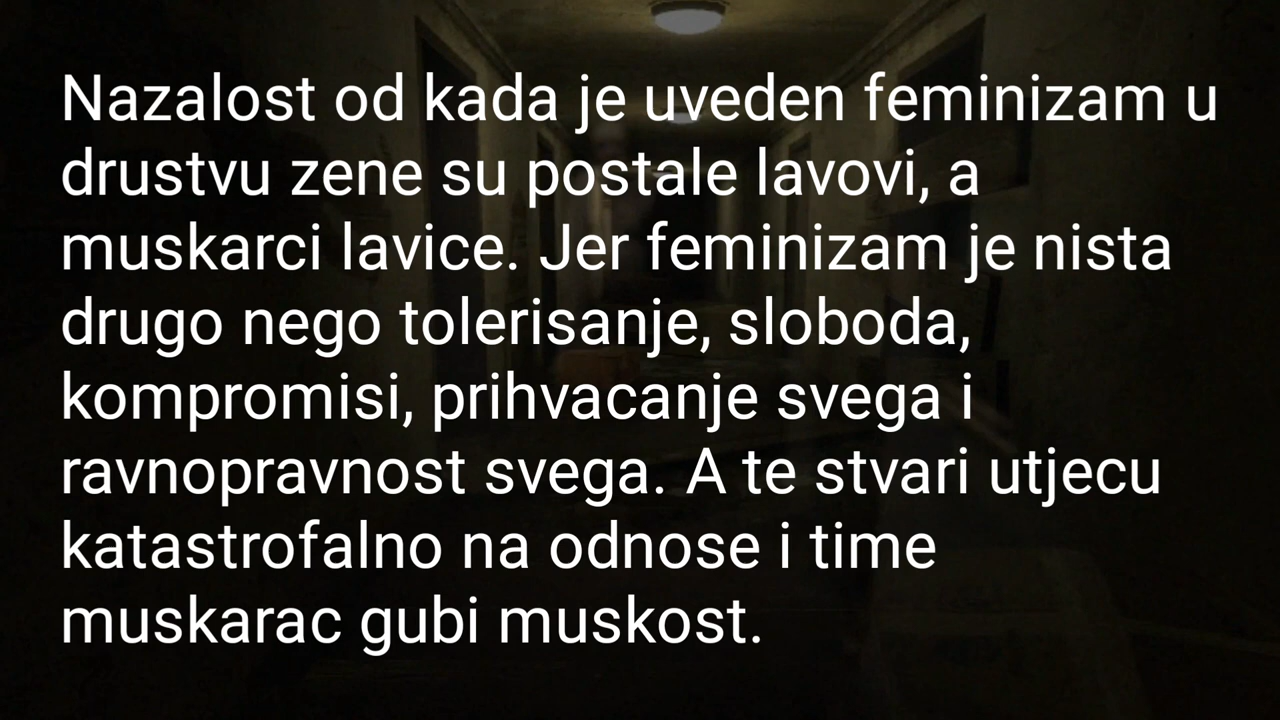 Nazalost od kada je uveden feminizam u
drustvu zene su postale lavovi, a
muskarci lavice. Jer feminizam je nista
drugo nego tolerisanje, sloboda,
kompromisi, prihvacanje svega i
ravnopravnost svega. A te stvari utjecu
katastrofalno na odnose i time
muskarac gubi muskost.